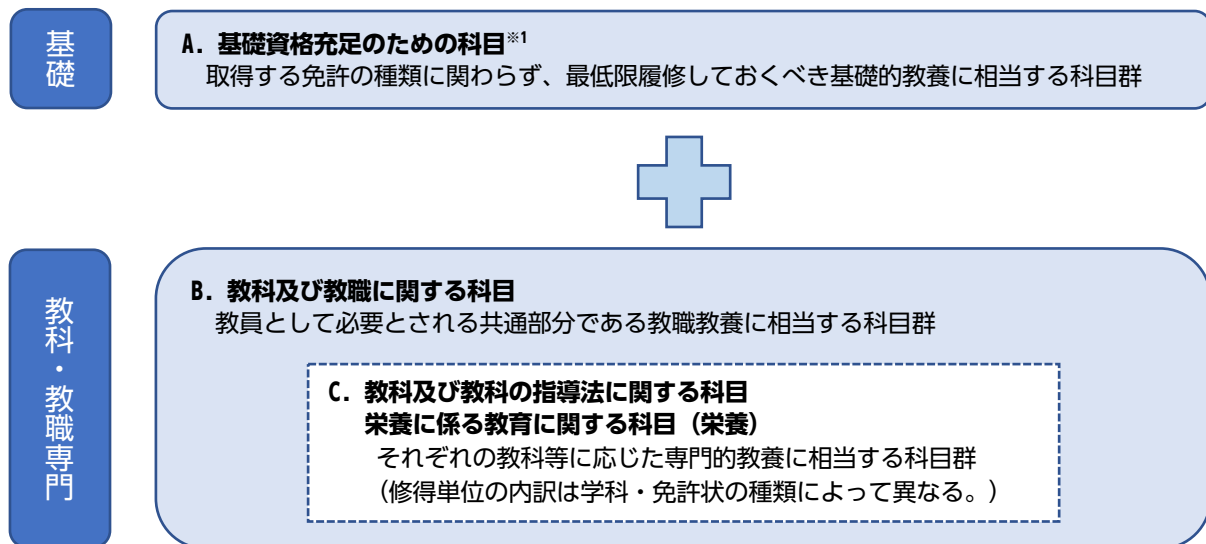 基礎
A. 基礎資格充足のための科目※1
取得する免許の種類に関わらず、最低限履修しておくべき基礎的教養に相当する科目群
教科・教職専門
B. 教科及び教職に関する科目
教員として必要とされる共通部分である教職教養に相当する科目群
C. 教科及び教科の指導法に関する科目
栄養に係る教育に関する科目（栄養）
それぞれの教科等に応じた専門的教養に相当する科目群
（修得単位の内訳は学科・免許状の種類によって異なる。）